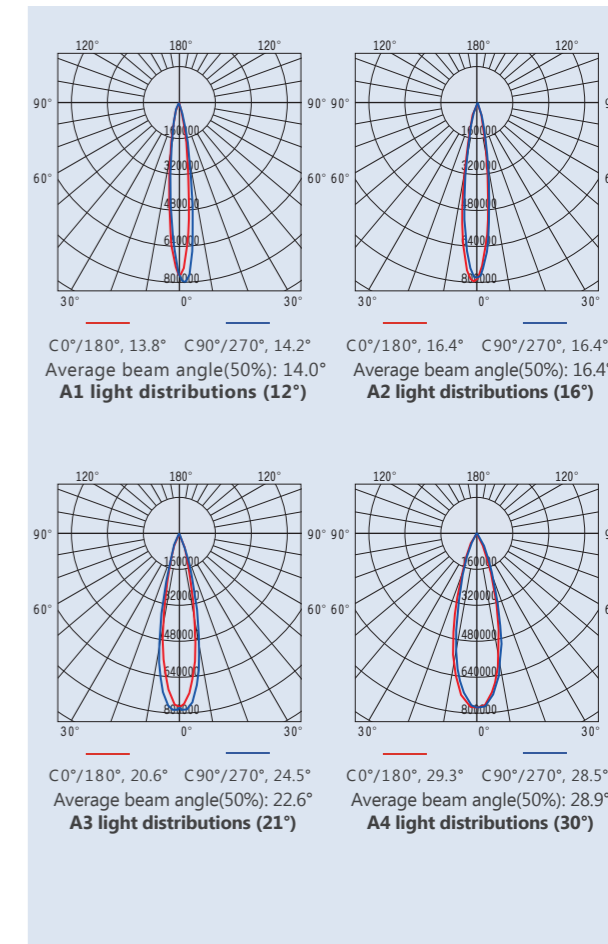 120° 180° 120°
120° 180° 120°
90° 90° 90°
160000
160000
320000
320000
60° 60° 6
480000
480000
640000
640000
800000
800000
30° 0° 30°
30° 0° 30°
C0°/180°, 13.8° C90°/270°, 14.2°
Average beam angle(50%): 14.0°
A1 light distributions (12°)
C0°/180°, 16.4° C90°/270°, 16.4°
Average beam angle(50%): 16.4°
A2 light distributions (16°)
120° 180° 120°
120° 180° 120°
90° 90° 90°
160000
160000
320000
320000
60° 60° 6
480000
480000
640000
640000
800000
800000
30° 0° 30°
30° 0° 30°
C0°/180°, 20.6° C90°/270°, 24.5°
Average beam angle(50%): 22.6°
A3 light distributions (21°)
C0°/180°, 29.3° C90°/270°, 28.5°
Average beam angle(50%): 28.9°
A4 light distributions (30°)